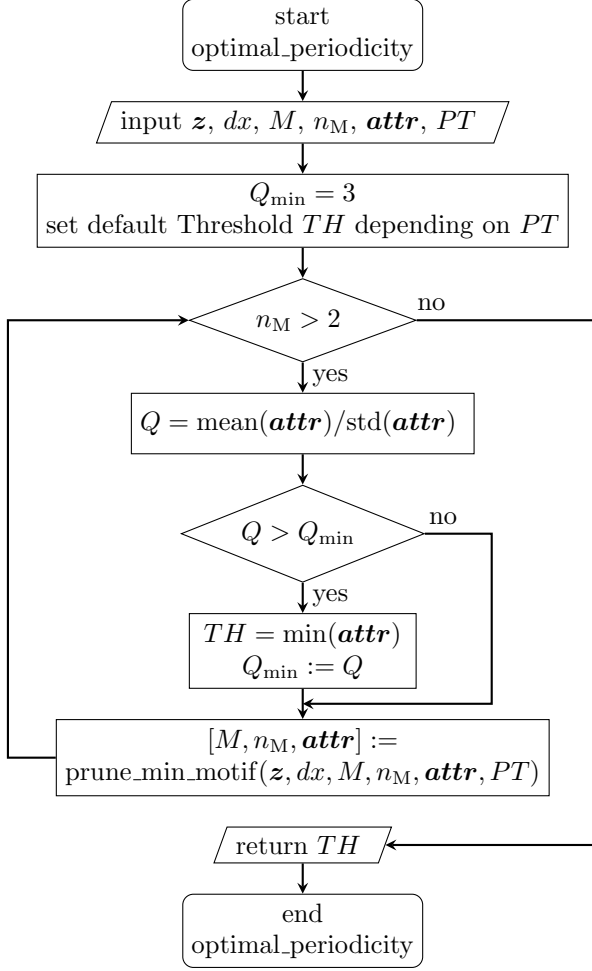 start
optimal_periodicity
input z, dx, M, n_M, attr, PT
Q_min = 3
set default Threshold TH depending on PT
n_M > 2
no
yes
Q = mean(attr)/std(attr)
Q > Q_min
no
yes
TH = min(attr)
Q_min := Q
[M, n_M, attr] :=
prune_min_motif(z, dx, M, n_M, attr, PT)
return TH
end
optimal_periodicity